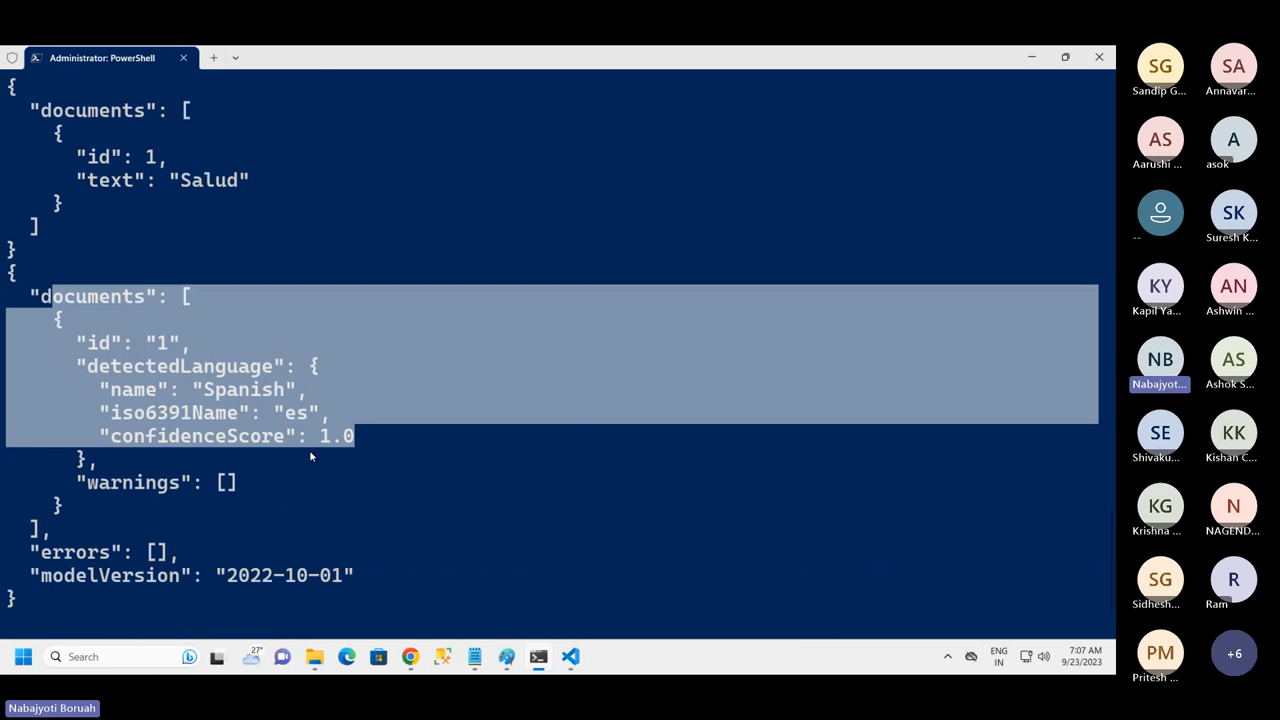 Administrator: PowerShell
{
"documents": [
{
"id": 1,
"text": "Salud"
}
]
}
{
"documents": [
{
"id": "1",
"detectedLanguage": {
"name": "Spanish",
"iso6391Name": "es",
"confidenceScore": 1.0
},
"warnings": []
}
],
"errors": [],
"modelVersion": "2022-10-01"
}
Search
27°
ENG
IN
7:07 AM
9/23/2023
SG SA
Sandip G... Annavar...
AS A
Aarushi ... asok
SK
-- Suresh K...
KY AN
Kapil Ya... Ashwin ...
NB AS
Nabajyot... Ashok S...
SE KK
Shivaku... Kishan C...
KG N
Krishna ... NAGEND...
SG R
Sidhesh... Ram
PM +6
Pritesh ...
Nabajyoti Boruah